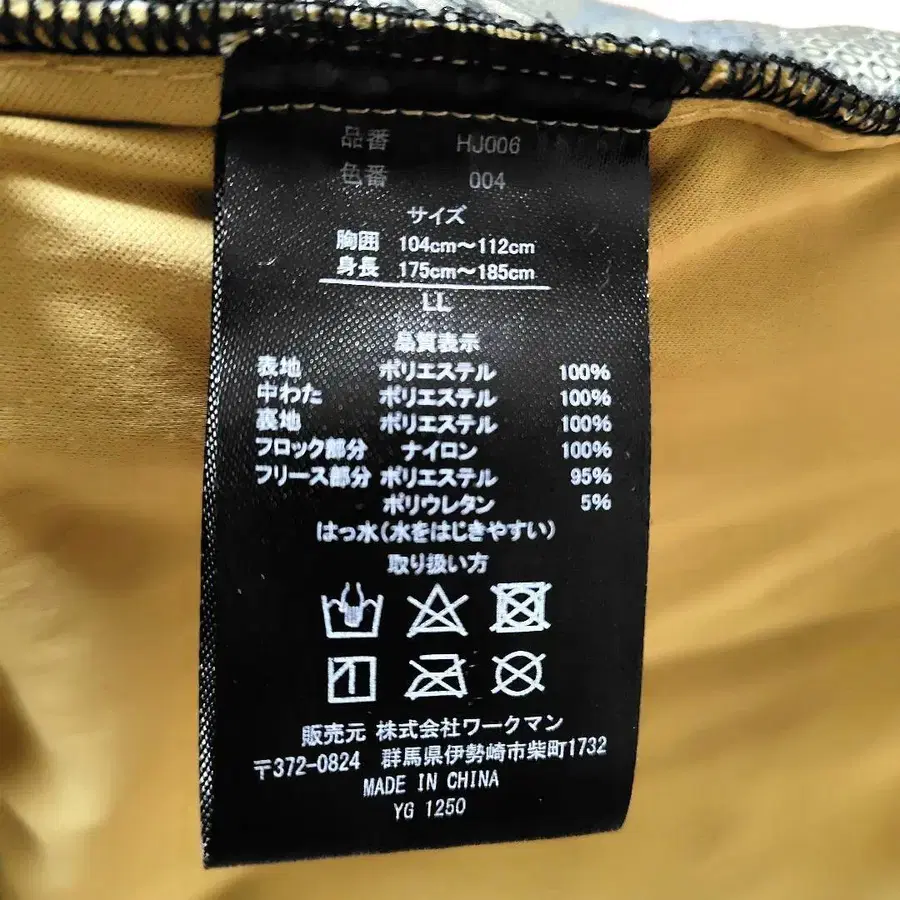 品番 HJ006
色番 004
サイズ
胸囲 104cm～112cm
身長 175cm～185cm
LL
品質表示
表地 ポリエステル 100%
中わた ポリエステル 100%
裏地 ポリエステル 100%
フロック部分 ナイロン 100%
フリース部分 ポリエステル 95%
ポリウレタン 5%
はっ水(水をはじきやすい)
取り扱い方
販売元 株式会社ワークマン
〒372-0824 群馬県伊勢崎市柴町1732
MADE IN CHINA
YG 1250